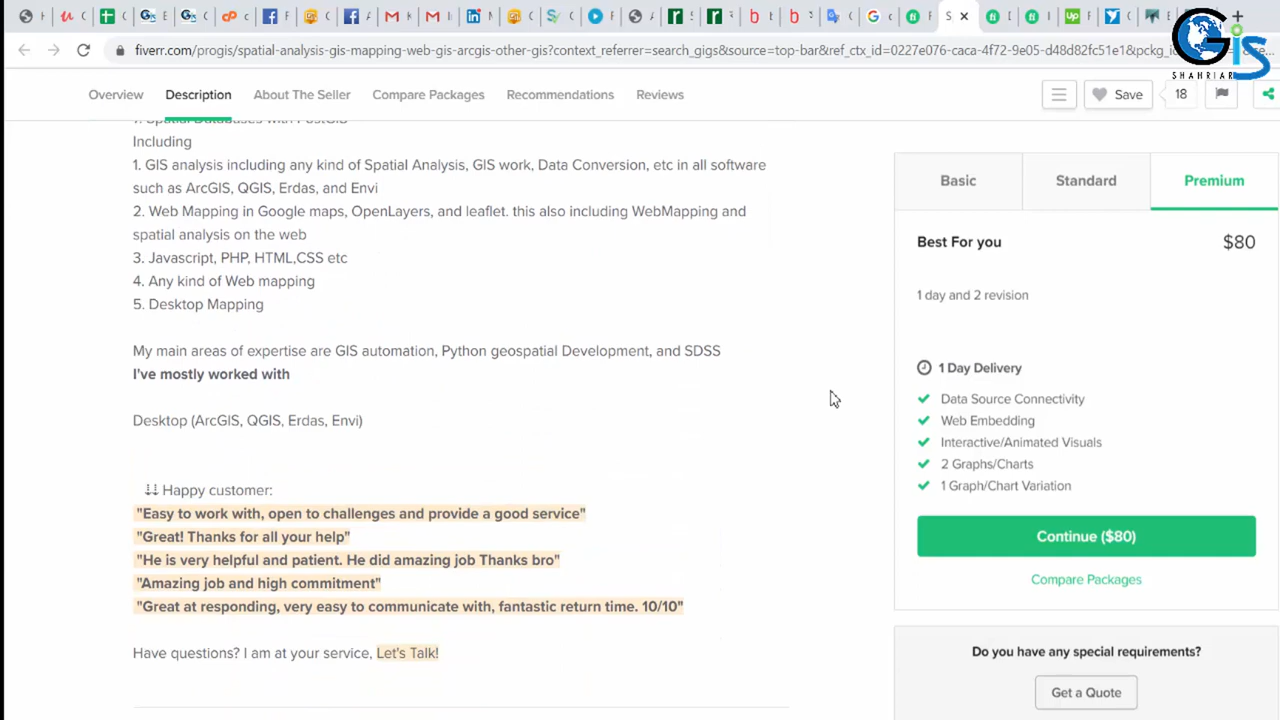 fiverr.com/progis/spatial-analysis-gis-mapping-web-gis-arcgis-other-gis?context_referrer=search_gigs&source=top-bar&ref_ctx_id=0227e076-caca-4f72-9e05-d48d82fc51e1&pckg_i
GIS
SHAHRIAR
Overview Description About The Seller Compare Packages Recommendations Reviews
Save 18
7. Spatial Databases with PostGIS
Including
1. GIS analysis including any kind of Spatial Analysis, GIS work, Data Conversion, etc in all software
such as ArcGIS, QGIS, Erdas, and Envi
2. Web Mapping in Google maps, OpenLayers, and leaflet. this also including WebMapping and
spatial analysis on the web
3. Javascript, PHP, HTML,CSS etc
4. Any kind of Web mapping
5. Desktop Mapping
My main areas of expertise are GIS automation, Python geospatial Development, and SDSS
I've mostly worked with
Desktop (ArcGIS, QGIS, Erdas, Envi)
⇊ Happy customer:
"Easy to work with, open to challenges and provide a good service"
"Great! Thanks for all your help"
"He is very helpful and patient. He did amazing job Thanks bro"
"Amazing job and high commitment"
"Great at responding, very easy to communicate with, fantastic return time. 10/10"
Have questions? I am at your service, Let's Talk!
Basic Standard Premium
Best For you $80
1 day and 2 revision
1 Day Delivery
Data Source Connectivity
Web Embedding
Interactive/Animated Visuals
2 Graphs/Charts
1 Graph/Chart Variation
Continue ($80)
Compare Packages
Do you have any special requirements?
Get a Quote